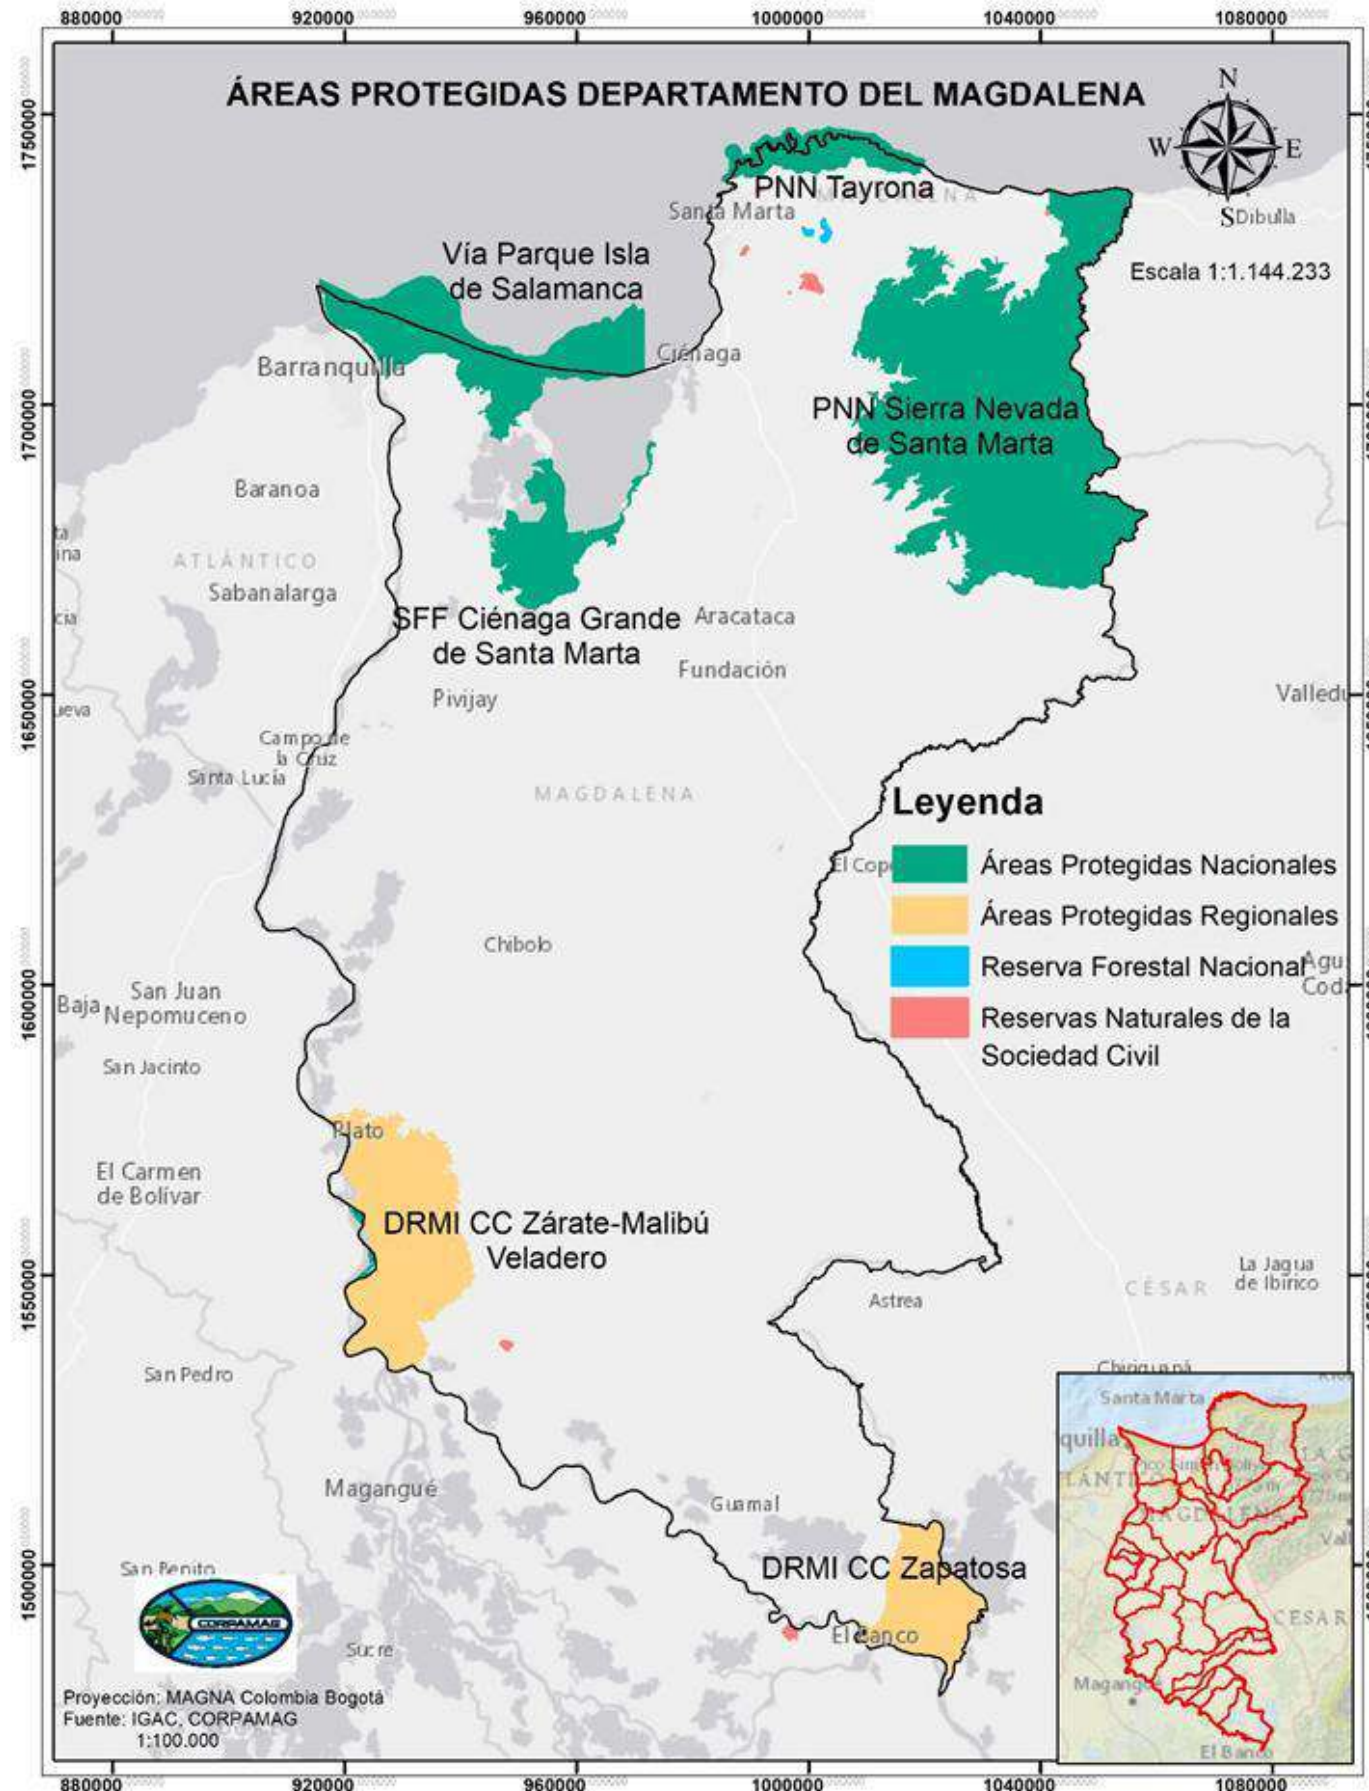 880000 920000 960000 1000000 1040000 1080000
ÁREAS PROTEGIDAS DEPARTAMENTO DEL MAGDALENA
N
W E
S
Dibulla
Escala 1:1.144.233
1750000
1700000
1650000
1600000
1550000
1500000
PNN Tayrona
MAGDALENA
Santa Marta
Vía Parque Isla
de Salamanca
Ciénaga
Barranquilla
PNN Sierra Nevada
de Santa Marta
Baranoa
ATLÁNTICO
Sabanalarga
SFF Ciénaga Grande
de Santa Marta
Aracataca
Fundación
Pivijay
Campo de
la Cruz
Santa Lucía
MAGDALENA
Chibolo
San Juan
Nepomuceno
Baja
San Jacinto
Plato
El Carmen
de Bolívar
DRMI CC Zárate-Malibú
Veladero
La Jagua
de Ibirico
CÉSAR
Astrea
San Pedro
Magangué
Guamal
DRMI CC Zapatosa
El Banco
San Benito
Sucre
Leyenda
Áreas Protegidas Nacionales
Áreas Protegidas Regionales
Reserva Forestal Nacional
Reservas Naturales de la
Sociedad Civil
CORPAMAG
Proyección: MAGNA Colombia Bogotá
Fuente: IGAC, CORPAMAG
1:100.000
Santa Marta
quilla
MAGDALENA
CESAR
Magangué
El Banco
880000 920000 960000 1000000 1040000 1080000